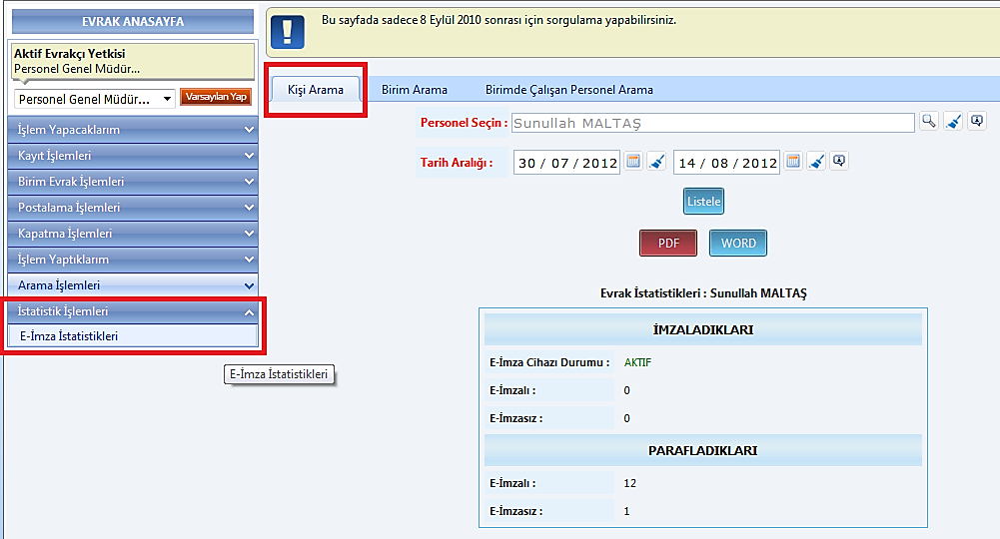 EVRAK ANASAYFA
Aktif Evrakçı Yetkisi
Personel Genel Müdür...
Personel Genel Müdür...
Varsayılan Yap
İşlem Yapacaklarım
Kayıt İşlemleri
Birim Evrak İşlemleri
Postalama İşlemleri
Kapatma İşlemleri
İşlem Yaptıklarım
Arama İşlemleri
İstatistik İşlemleri
E-İmza İstatistikleri
E-İmza İstatistikleri
Bu sayfada sadece 8 Eylül 2010 sonrası için sorgulama yapabilirsiniz.
Kişi Arama
Birim Arama
Birimde Çalışan Personel Arama
Personel Seçin : Sunullah MALTAŞ
Tarih Aralığı : 30 / 07 / 2012 14 / 08 / 2012
Listele
PDF WORD
Evrak İstatistikleri : Sunullah MALTAŞ
İMZALADIKLARI
E-İmza Cihazı Durumu : AKTIF
E-İmzalı : 0
E-İmzasız : 0
PARAFLADIKLARI
E-İmzalı : 12
E-İmzasız : 1